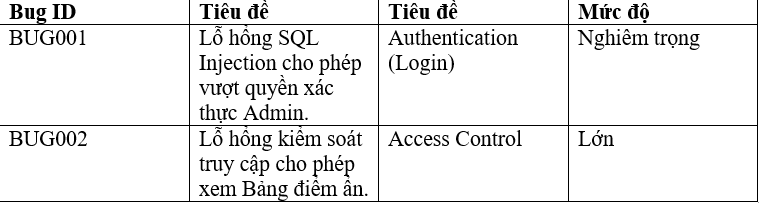 Bug ID Tiêu đề Tiêu đề Mức độ
BUG001 Lỗ hổng SQL Injection cho phép vượt quyền xác thực Admin. Authentication (Login) Nghiêm trọng
BUG002 Lỗ hổng kiểm soát truy cập cho phép xem Bảng điểm ẩn. Access Control Lớn